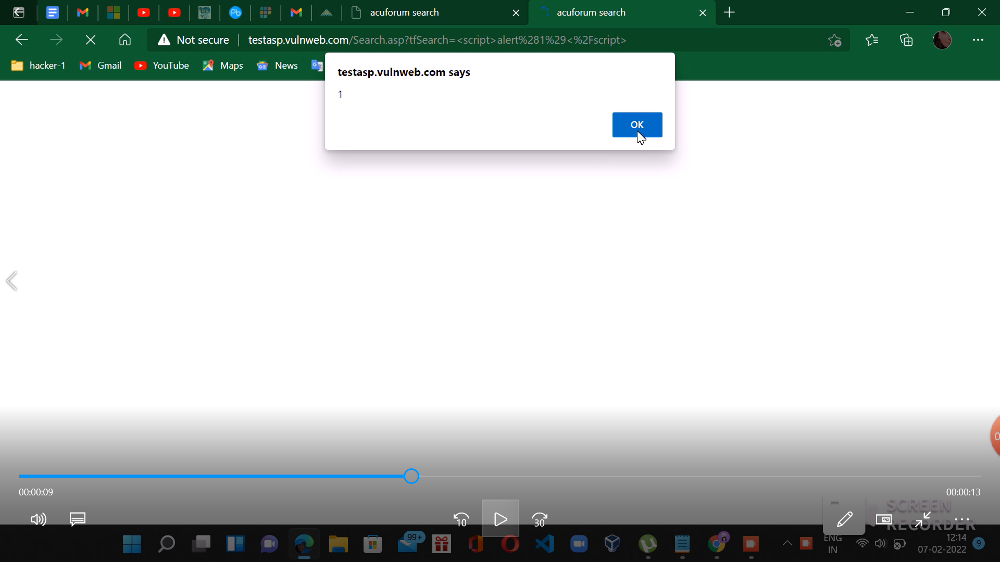 acuforum search
acuforum search
Not secure
testasp.vulnweb.com/Search.asp?tfSearch=<script>alert%281%29<%2Fscript>
hacker-1
Gmail
YouTube
Maps
News
testasp.vulnweb.com says
1
OK
00:00:09
00:00:13
10
30
SCREEN
RECORDER
99+
ENG
IN
12:14
07-02-2022
9
Pb
0